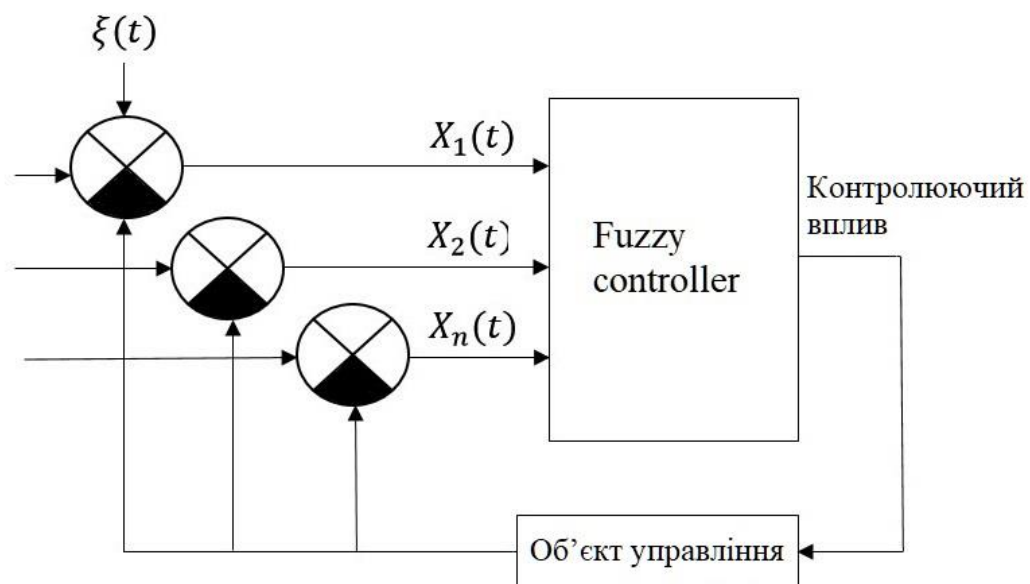 ξ(t)
X₁(t)
X₂(t)
Xₙ(t)
Fuzzy
controller
Контролюючий
вплив
Об’єкт управління